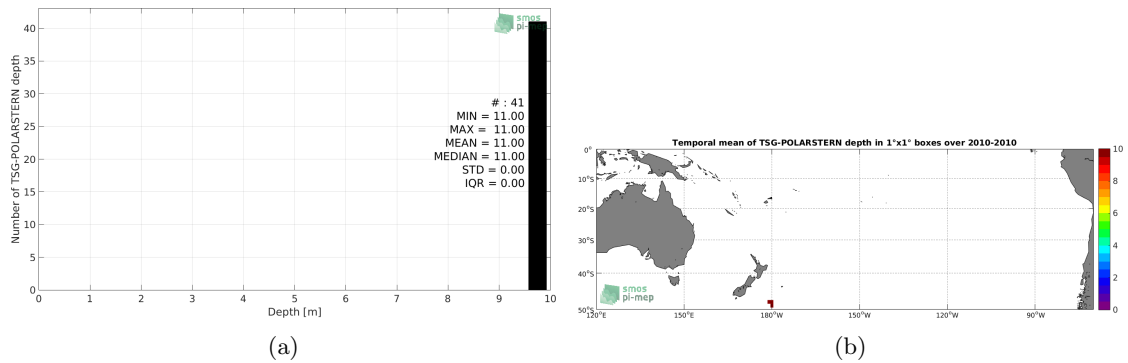 smos
pi-mep
40
35
30
25
20
15
10
5
0
Number of TSG-POLARSTERN depth
# : 41
MIN = 11.00
MAX = 11.00
MEAN = 11.00
MEDIAN = 11.00
STD = 0.00
IQR = 0.00
0 1 2 3 4 5 6 7 8 9 10
Depth [m]
(a)
Temporal mean of TSG-POLARSTERN depth in 1°x1° boxes over 2010-2010
0°
10°S
20°S
30°S
40°S
50°S
120°E 150°E 180°W 150°W 120°W 90°W
smos
pi-mep
10
8
6
4
2
0
(b)